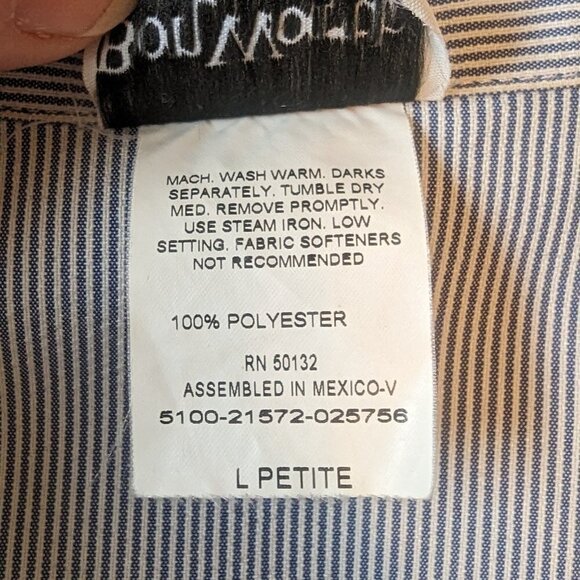 MACH. WASH WARM. DARKS
SEPARATELY. TUMBLE DRY
MED. REMOVE PROMPTLY.
USE STEAM IRON. LOW
SETTING. FABRIC SOFTENERS
NOT RECOMMENDED
100% POLYESTER
RN 50132
ASSEMBLED IN MEXICO-V
5100-21572-025756
L PETITE